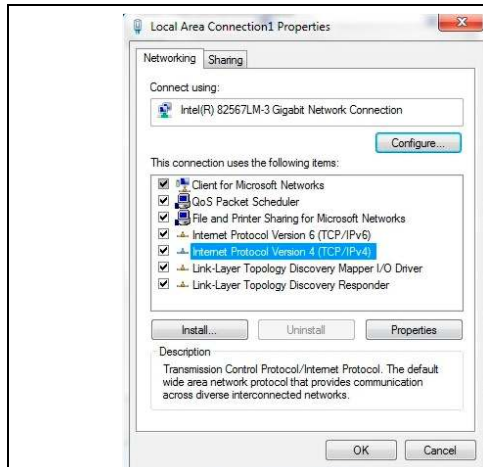 Local Area Connection1 Properties
Networking
Sharing
Connect using:
Intel(R) 82567LM-3 Gigabit Network Connection
Configure...
This connection uses the following items:
Client for Microsoft Networks
QoS Packet Scheduler
File and Printer Sharing for Microsoft Networks
Internet Protocol Version 6 (TCP/IPv6)
Internet Protocol Version 4 (TCP/IPv4)
Link-Layer Topology Discovery Mapper I/O Driver
Link-Layer Topology Discovery Responder
Install...
Uninstall
Properties
Description
Transmission Control Protocol/Internet Protocol. The default
wide area network protocol that provides communication
across diverse interconnected networks.
OK
Cancel